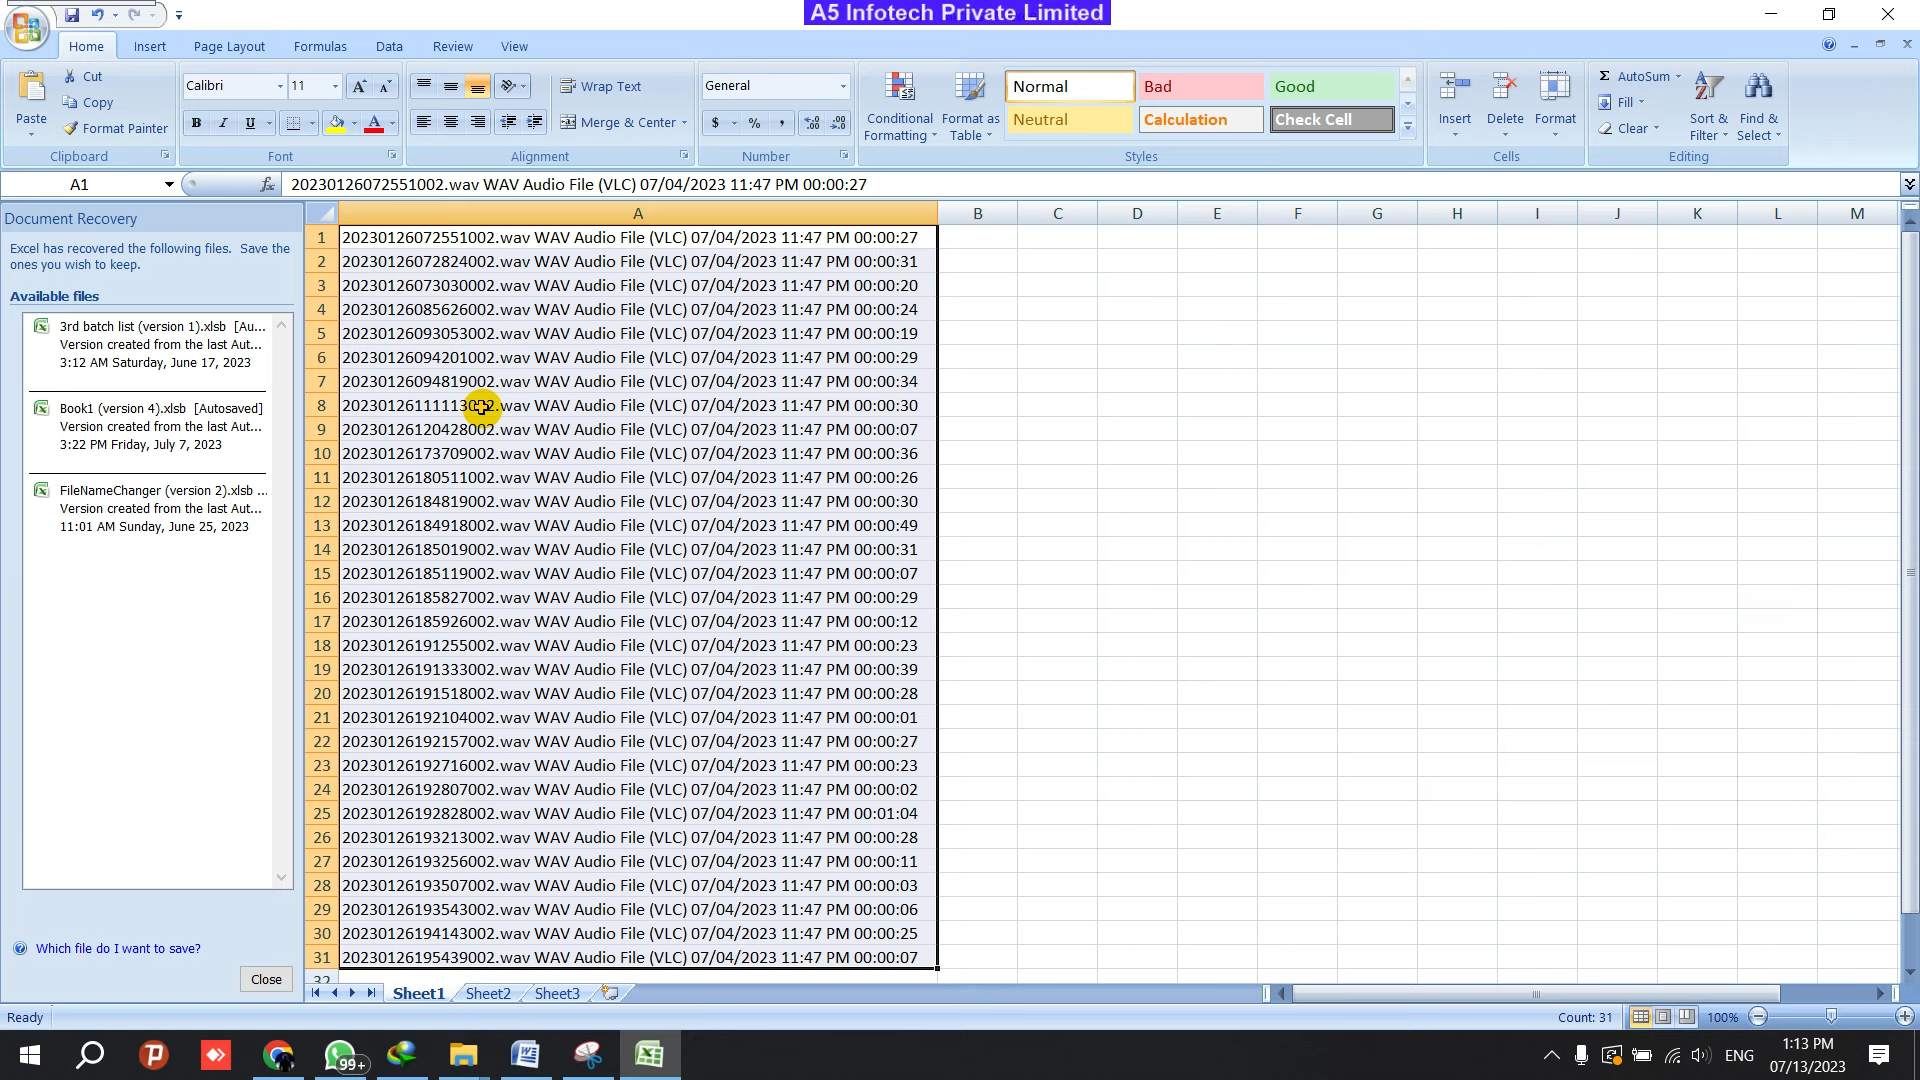 A5 Infotech Private Limited
Home Insert Page Layout Formulas Data Review View
Paste
Cut
Copy
Format Painter
Clipboard
Calibri 11
B I U
Font
Wrap Text
Merge & Center
Alignment
General
$ % ,
Number
Conditional Formatting
Format as Table
Normal Bad Good
Neutral Calculation Check Cell
Styles
Insert Delete Format
Cells
Σ AutoSum
Fill
Clear
Sort & Filter
Find & Select
Editing
A1 fx 20230126072551002.wav WAV Audio File (VLC) 07/04/2023 11:47 PM 00:00:27
Document Recovery
Excel has recovered the following files. Save the
ones you wish to keep.
Available files
3rd batch list (version 1).xlsb [Au...
Version created from the last Aut...
3:12 AM Saturday, June 17, 2023
Book1 (version 4).xlsb [Autosaved]
Version created from the last Aut...
3:22 PM Friday, July 7, 2023
FileNameChanger (version 2).xlsb ...
Version created from the last Aut...
11:01 AM Sunday, June 25, 2023
Which file do I want to save?
Close
A B C D E F G H I J K L M
1 20230126072551002.wav WAV Audio File (VLC) 07/04/2023 11:47 PM 00:00:27
2 20230126072824002.wav WAV Audio File (VLC) 07/04/2023 11:47 PM 00:00:31
3 20230126073030002.wav WAV Audio File (VLC) 07/04/2023 11:47 PM 00:00:20
4 20230126085626002.wav WAV Audio File (VLC) 07/04/2023 11:47 PM 00:00:24
5 20230126093053002.wav WAV Audio File (VLC) 07/04/2023 11:47 PM 00:00:19
6 20230126094201002.wav WAV Audio File (VLC) 07/04/2023 11:47 PM 00:00:29
7 20230126094819002.wav WAV Audio File (VLC) 07/04/2023 11:47 PM 00:00:34
8 20230126111113002.wav WAV Audio File (VLC) 07/04/2023 11:47 PM 00:00:30
9 20230126120428002.wav WAV Audio File (VLC) 07/04/2023 11:47 PM 00:00:07
10 20230126173709002.wav WAV Audio File (VLC) 07/04/2023 11:47 PM 00:00:36
11 20230126180511002.wav WAV Audio File (VLC) 07/04/2023 11:47 PM 00:00:26
12 20230126184819002.wav WAV Audio File (VLC) 07/04/2023 11:47 PM 00:00:30
13 20230126184918002.wav WAV Audio File (VLC) 07/04/2023 11:47 PM 00:00:49
14 20230126185019002.wav WAV Audio File (VLC) 07/04/2023 11:47 PM 00:00:31
15 20230126185119002.wav WAV Audio File (VLC) 07/04/2023 11:47 PM 00:00:07
16 20230126185827002.wav WAV Audio File (VLC) 07/04/2023 11:47 PM 00:00:29
17 20230126185926002.wav WAV Audio File (VLC) 07/04/2023 11:47 PM 00:00:12
18 20230126191255002.wav WAV Audio File (VLC) 07/04/2023 11:47 PM 00:00:23
19 20230126191333002.wav WAV Audio File (VLC) 07/04/2023 11:47 PM 00:00:39
20 20230126191518002.wav WAV Audio File (VLC) 07/04/2023 11:47 PM 00:00:28
21 20230126192104002.wav WAV Audio File (VLC) 07/04/2023 11:47 PM 00:00:01
22 20230126192157002.wav WAV Audio File (VLC) 07/04/2023 11:47 PM 00:00:27
23 20230126192716002.wav WAV Audio File (VLC) 07/04/2023 11:47 PM 00:00:23
24 20230126192807002.wav WAV Audio File (VLC) 07/04/2023 11:47 PM 00:00:02
25 20230126192828002.wav WAV Audio File (VLC) 07/04/2023 11:47 PM 00:01:04
26 20230126193213002.wav WAV Audio File (VLC) 07/04/2023 11:47 PM 00:00:28
27 20230126193256002.wav WAV Audio File (VLC) 07/04/2023 11:47 PM 00:00:11
28 20230126193507002.wav WAV Audio File (VLC) 07/04/2023 11:47 PM 00:00:03
29 20230126193543002.wav WAV Audio File (VLC) 07/04/2023 11:47 PM 00:00:06
30 20230126194143002.wav WAV Audio File (VLC) 07/04/2023 11:47 PM 00:00:25
31 20230126195439002.wav WAV Audio File (VLC) 07/04/2023 11:47 PM 00:00:07
32
Sheet1 Sheet2 Sheet3
Ready Count: 31 100%
99+
ENG
1:13 PM
07/13/2023